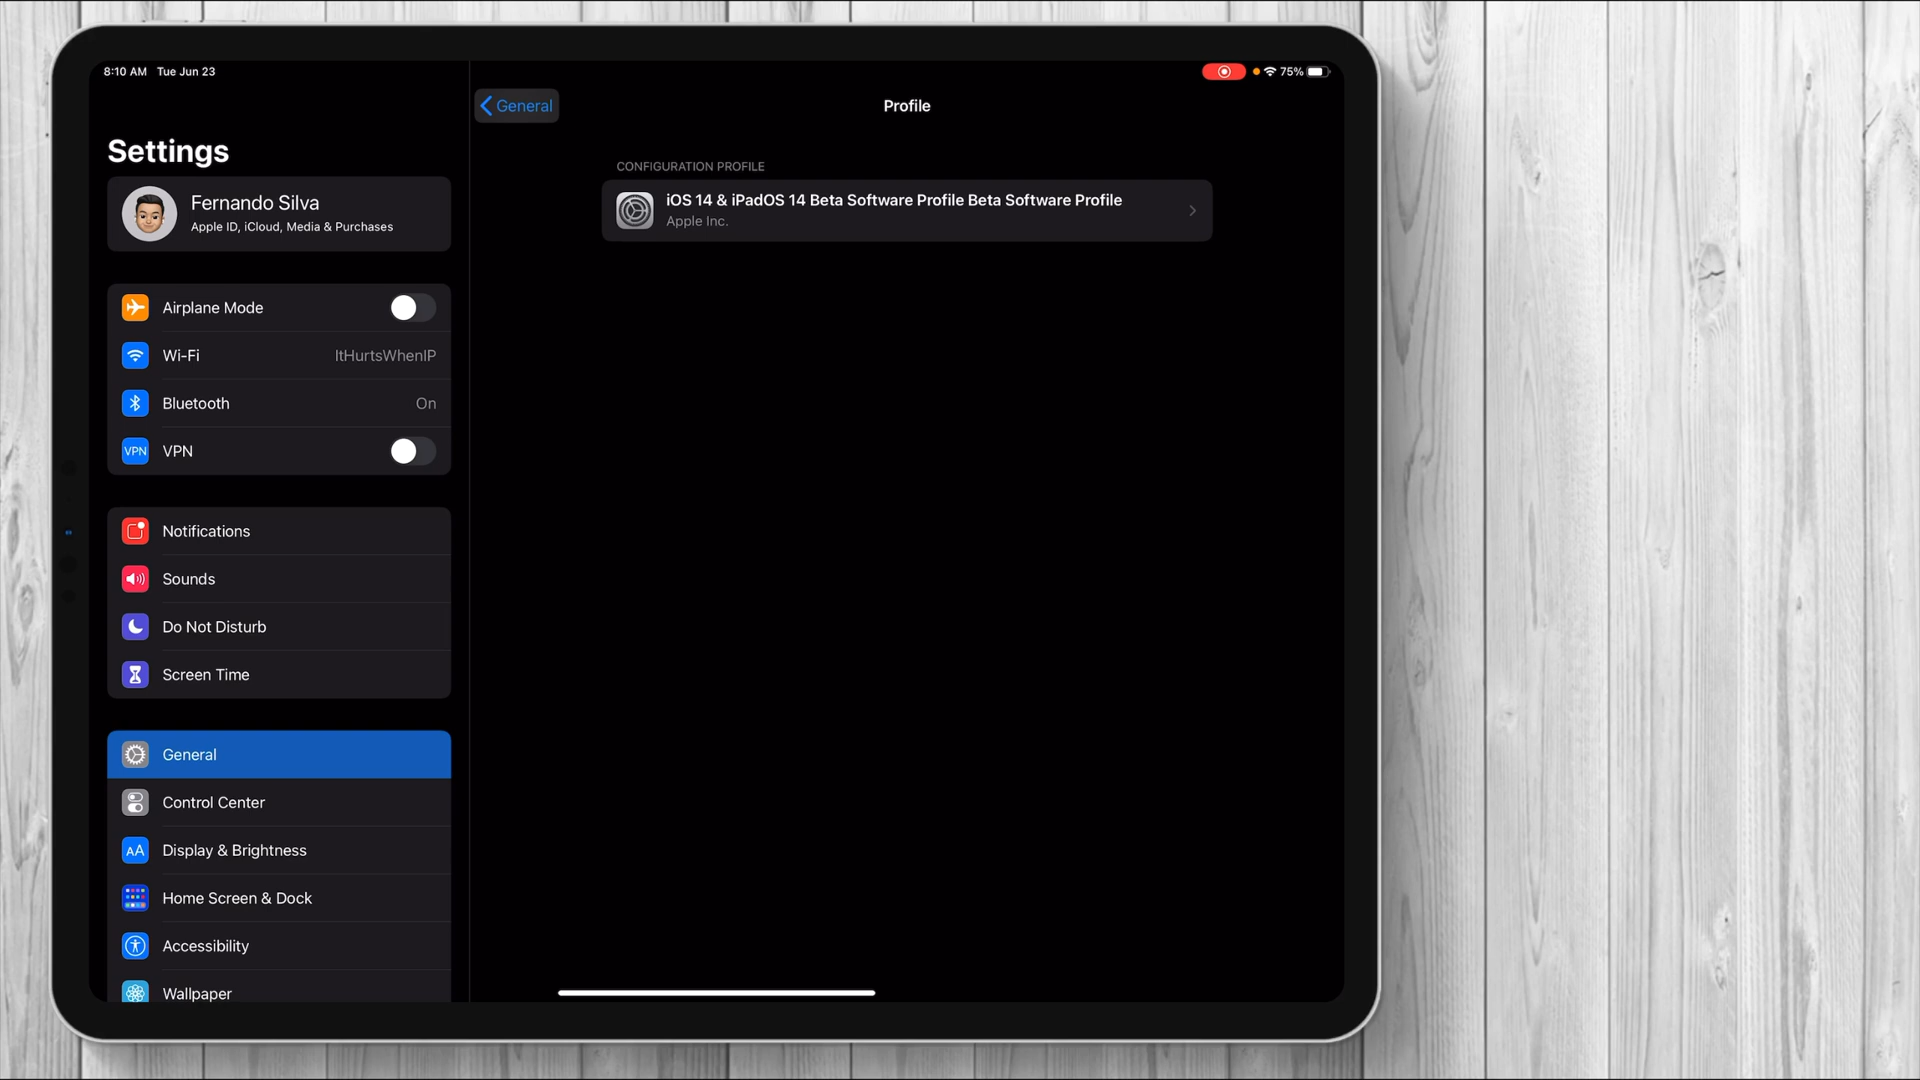 8:10 AM Tue Jun 23
75%
Settings
Fernando Silva
Apple ID, iCloud, Media & Purchases
Airplane Mode
Wi-Fi ItHurtsWhenIP
Bluetooth On
VPN VPN
Notifications
Sounds
Do Not Disturb
Screen Time
General
Control Center
AA Display & Brightness
Home Screen & Dock
Accessibility
Wallpaper
General
Profile
CONFIGURATION PROFILE
iOS 14 & iPadOS 14 Beta Software Profile Beta Software Profile
Apple Inc.